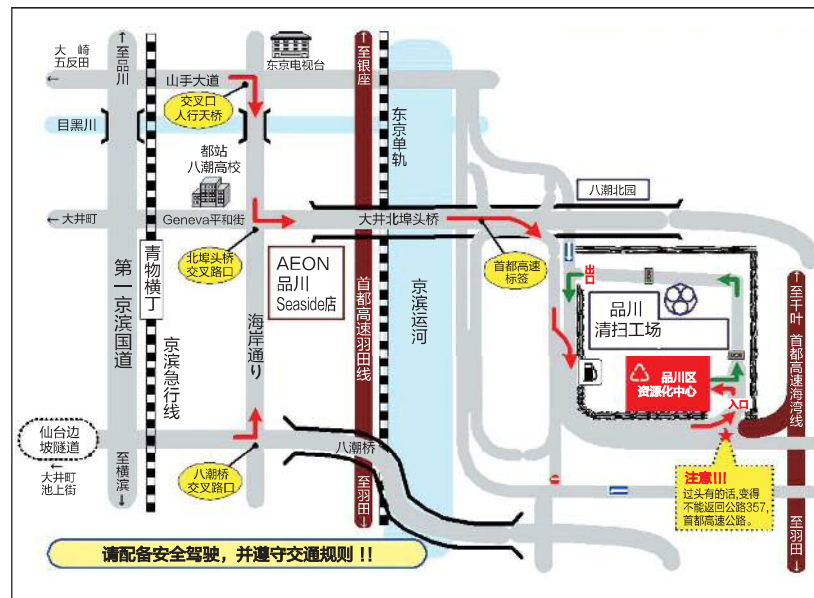 大　崎
五反田
←
↑至品川
山手大道
东京电视台
↑至银座
交叉口
人行天桥
目黑川
东京单轨
都站
八潮高校
八潮北园
← 大井町
Geneva平和街
大井北埠头桥
青物横丁
北埠头桥
交叉路口
AEON
品川
Seaside店
首都高速
标签
出口
第一京滨国道
首都高速羽田线
京滨运河
品川
清扫工场
↑至千叶
首都高速海湾线
海岸通り
京滨急行线
品川区
资源化中心
入口
仙台边
坡隧道
←
大井町
池上街
至横滨↓
八潮桥
八潮桥
交叉路口
至羽田↓
注意!!!
过头有的话,变得
不能返回公路357,
首都高速公路。
至羽田↓
请配备安全驾驶，并遵守交通规则 !!